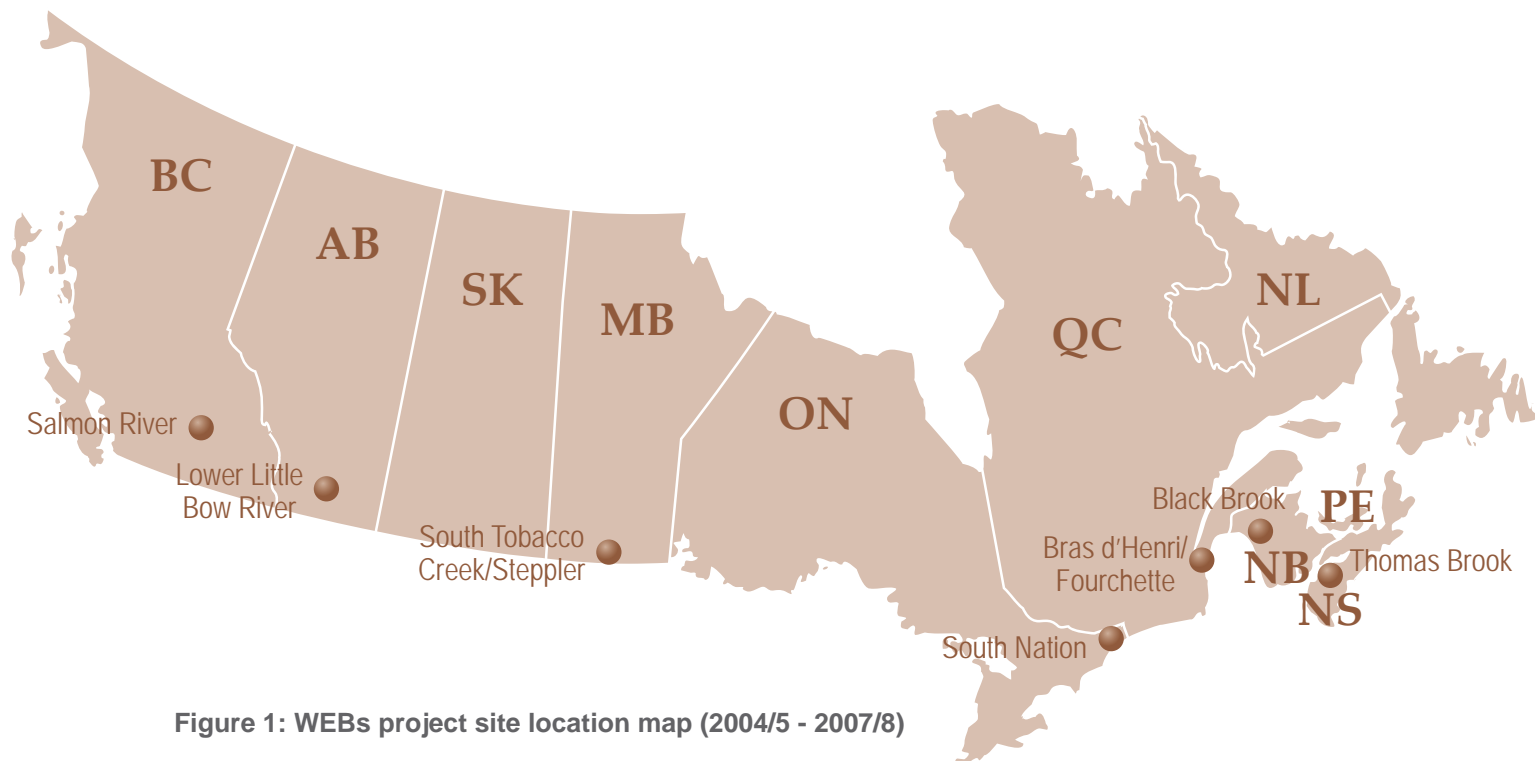 BC
AB
SK
MB
ON
QC
NL
PE
NB
NS
Salmon River
Lower Little
Bow River
South Tobacco
Creek/Steppler
South Nation
Bras d'Henri/
Fourchette
Black Brook
Thomas Brook
Figure 1: WEBs project site location map (2004/5 - 2007/8)